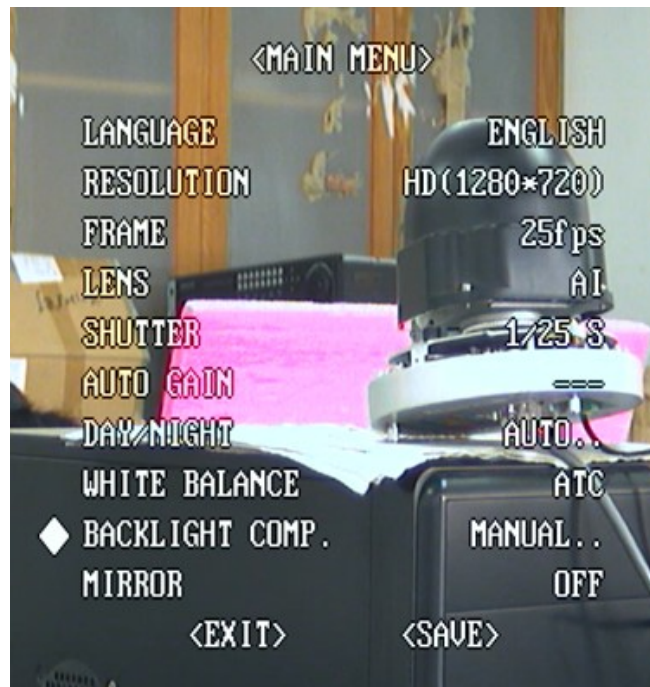 <MAIN MENU>
LANGUAGE ENGLISH
RESOLUTION HD(1280*720)
FRAME 25fps
LENS AI
SHUTTER 1/25 S
AUTO GAIN ---
DAY/NIGHT AUTO..
WHITE BALANCE ATC
BACKLIGHT COMP. MANUAL..
MIRROR OFF
<EXIT> <SAVE>